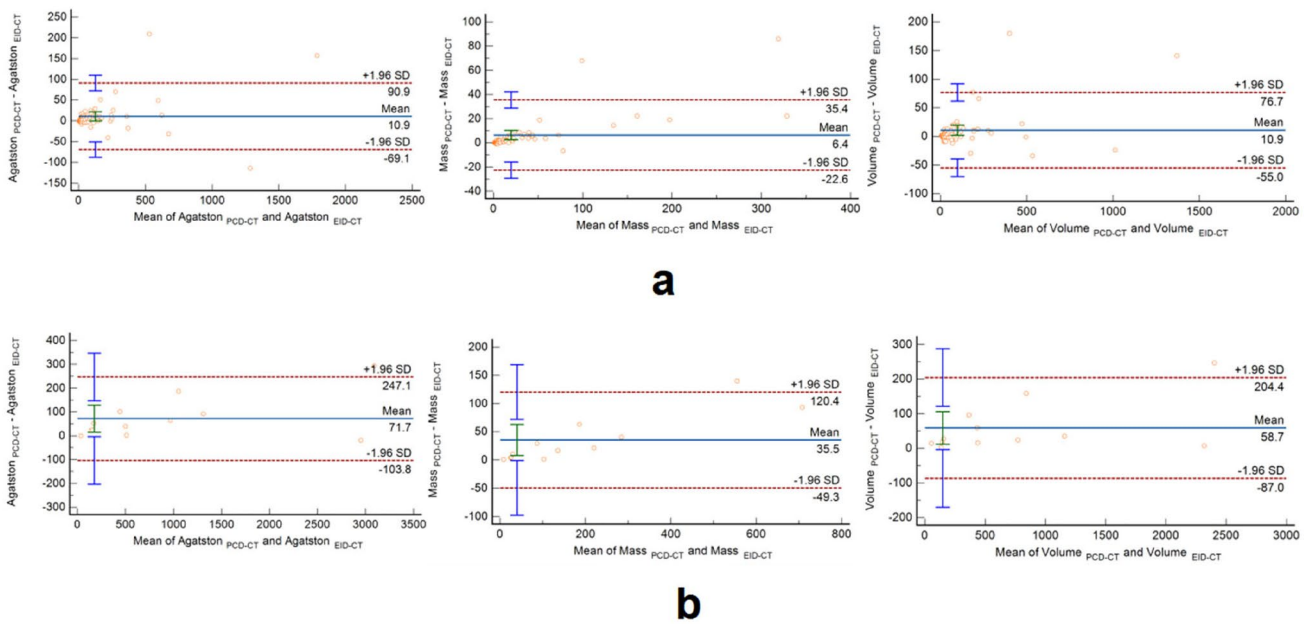 Agatston PCD-CT - Agatston EID-CT
250
200
150
100
50
0
-50
-100
-150
+1.96 SD
90.9
Mean
10.9
-1.96 SD
-69.1
0 500 1000 1500 2000 2500
Mean of Agatston PCD-CT and Agatston EID-CT
Mass PCD-CT - Mass EID-CT
100
80
60
40
20
0
-20
-40
+1.96 SD
35.4
Mean
6.4
-1.96 SD
-22.6
0 100 200 300 400
Mean of Mass PCD-CT and Mass EID-CT
Volume PCD-CT - Volume EID-CT
200
150
100
50
0
-50
-100
+1.96 SD
76.7
Mean
10.9
-1.96 SD
-55.0
0 500 1000 1500 2000
Mean of Volume PCD-CT and Volume EID-CT
a
Agatston PCD-CT - Agatston EID-CT
400
300
200
100
0
-100
-200
-300
+1.96 SD
247.1
Mean
71.7
-1.96 SD
-103.8
0 500 1000 1500 2000 2500 3000 3500
Mean of Agatston PCD-CT and Agatston EID-CT
Mass PCD-CT - Mass EID-CT
200
150
100
50
0
-50
-100
+1.96 SD
120.4
Mean
35.5
-1.96 SD
-49.3
0 200 400 600 800
Mean of Mass PCD-CT and Mass EID-CT
Volume PCD-CT - Volume EID-CT
300
200
100
0
-100
-200
+1.96 SD
204.4
Mean
58.7
-1.96 SD
-87.0
0 500 1000 1500 2000 2500 3000
Mean of Volume PCD-CT and Volume EID-CT
b